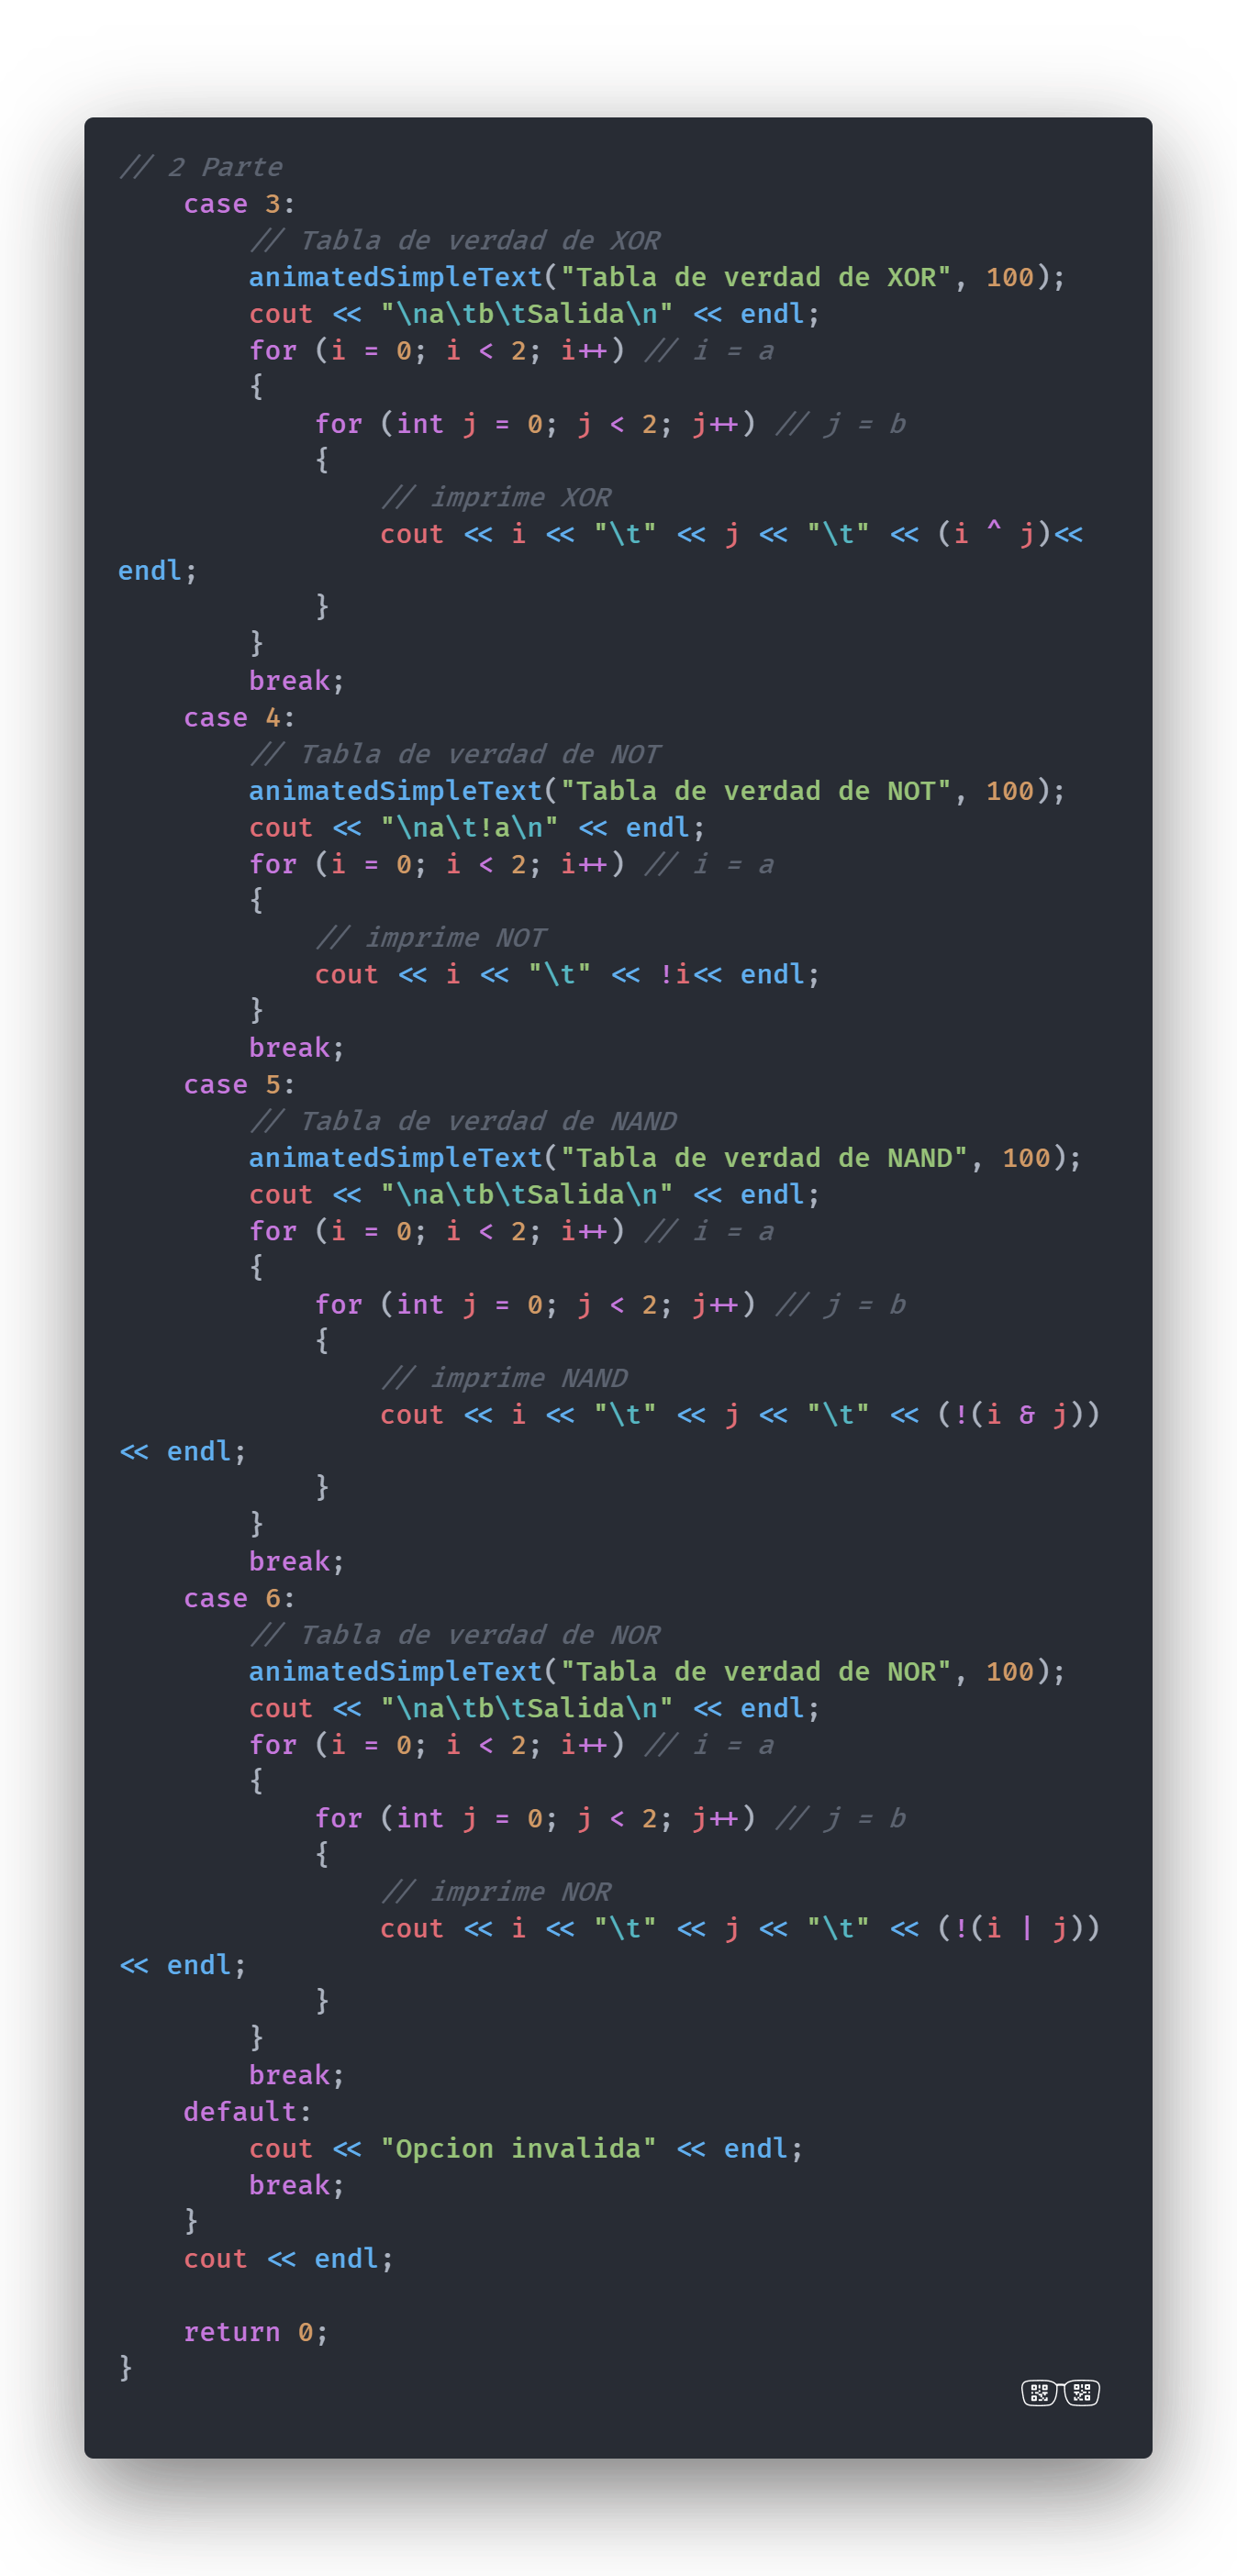 // 2 Parte
    case 3:
        // Tabla de verdad de XOR
        animatedSimpleText("Tabla de verdad de XOR", 100);
        cout << "\na\tb\tSalida\n" << endl;
        for (i = 0; i < 2; i++) // i = a
        {
            for (int j = 0; j < 2; j++) // j = b
            {
                // imprime XOR
                cout << i << "\t" << j << "\t" << (i ^ j)<<
endl;
            }
        }
        break;
    case 4:
        // Tabla de verdad de NOT
        animatedSimpleText("Tabla de verdad de NOT", 100);
        cout << "\na\t!a\n" << endl;
        for (i = 0; i < 2; i++) // i = a
        {
            // imprime NOT
            cout << i << "\t" << !i<< endl;
        }
        break;
    case 5:
        // Tabla de verdad de NAND
        animatedSimpleText("Tabla de verdad de NAND", 100);
        cout << "\na\tb\tSalida\n" << endl;
        for (i = 0; i < 2; i++) // i = a
        {
            for (int j = 0; j < 2; j++) // j = b
            {
                // imprime NAND
                cout << i << "\t" << j << "\t" << (!(i & j))
<< endl;
            }
        }
        break;
    case 6:
        // Tabla de verdad de NOR
        animatedSimpleText("Tabla de verdad de NOR", 100);
        cout << "\na\tb\tSalida\n" << endl;
        for (i = 0; i < 2; i++) // i = a
        {
            for (int j = 0; j < 2; j++) // j = b
            {
                // imprime NOR
                cout << i << "\t" << j << "\t" << (!(i | j))
<< endl;
            }
        }
        break;
    default:
        cout << "Opcion invalida" << endl;
        break;
    }
    cout << endl;

    return 0;
}